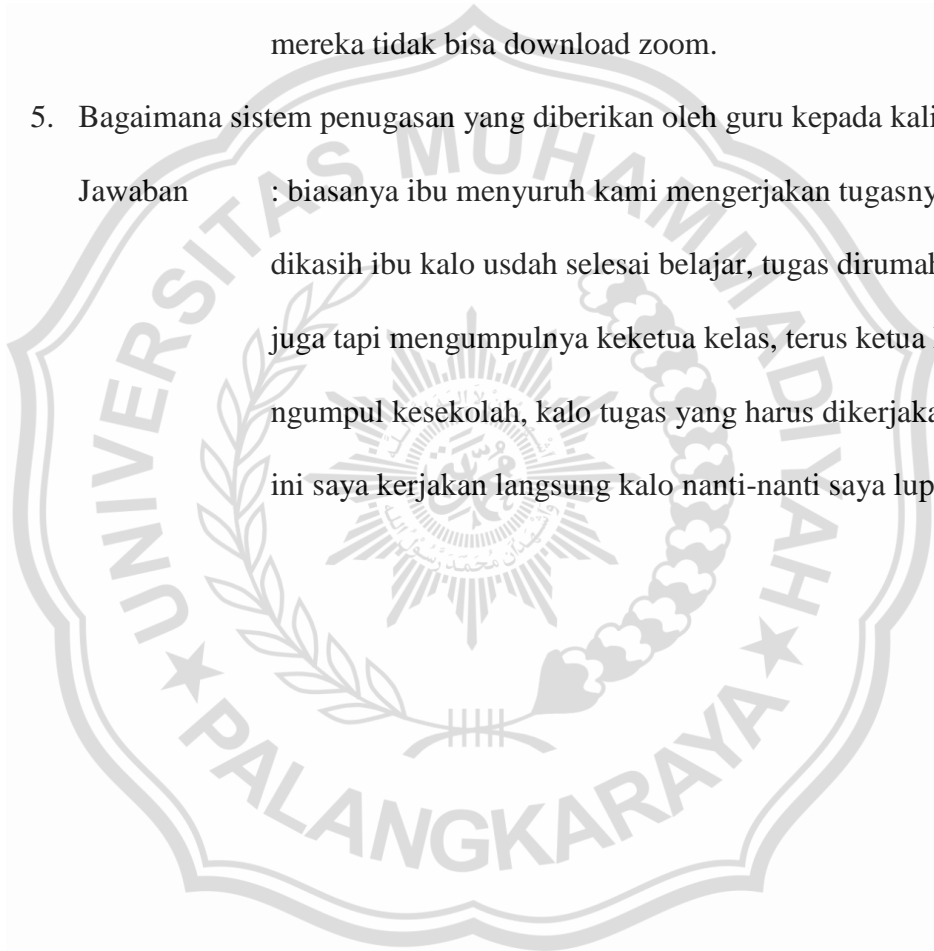 mereka tidak bisa download zoom.
5. Bagaimana sistem penugasan yang diberikan oleh guru kepada kali
Jawaban : biasanya ibu menyuruh kami mengerjakan tugasny
dikasih ibu kalo usdah selesai belajar, tugas dirumah
juga tapi mengumpulnya keketua kelas, terus ketua
ngumpul kesekolah, kalo tugas yang harus dikerjaka
ini saya kerjakan langsung kalo nanti-nanti saya lup
UNIVERSITAS MUHAMMADIYAH
PALANGKARAYA